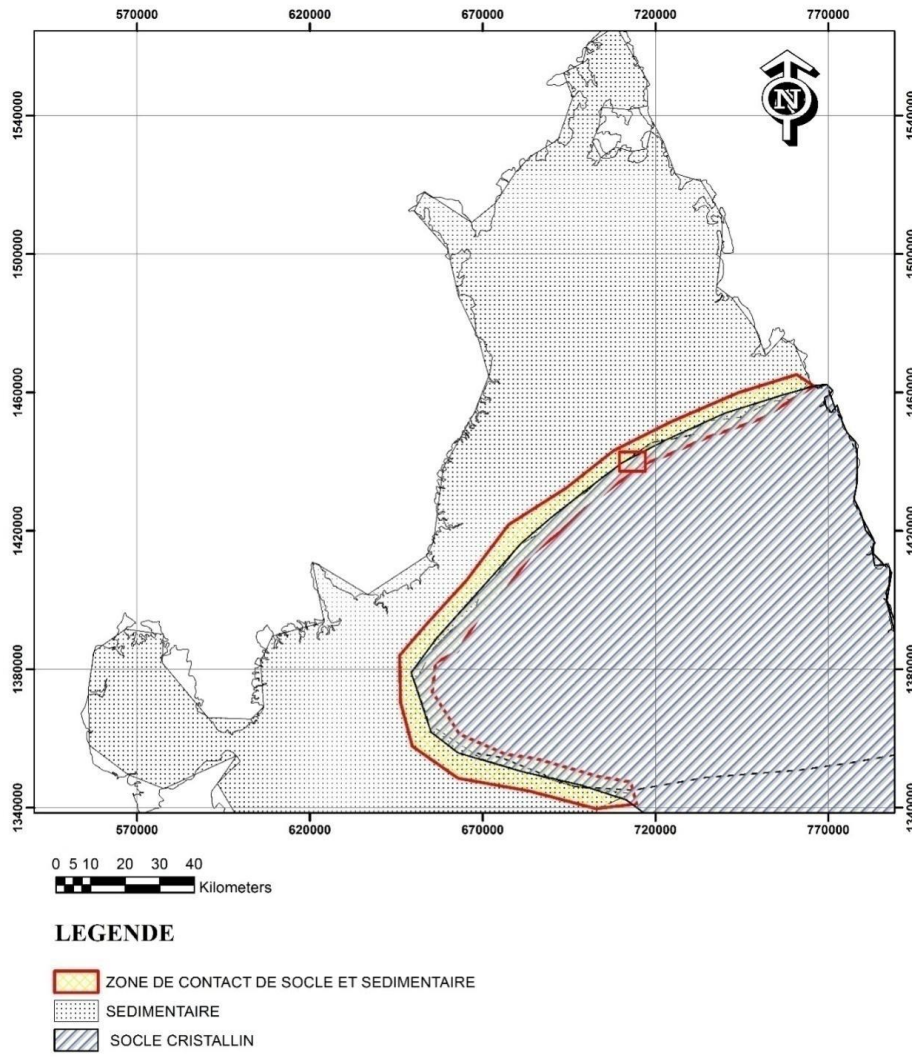 570000 620000 670000 720000 770000
1540000 1540000
N
1500000 1500000
1460000 1460000
1420000 1420000
1380000 1380000
1340000 1340000
570000 620000 670000 720000 770000
0 5 10 20 30 40
Kilometers
LEGENDE
ZONE DE CONTACT DE SOCLE ET SEDIMENTAIRE
SEDIMENTAIRE
SOCLE CRISTALLIN